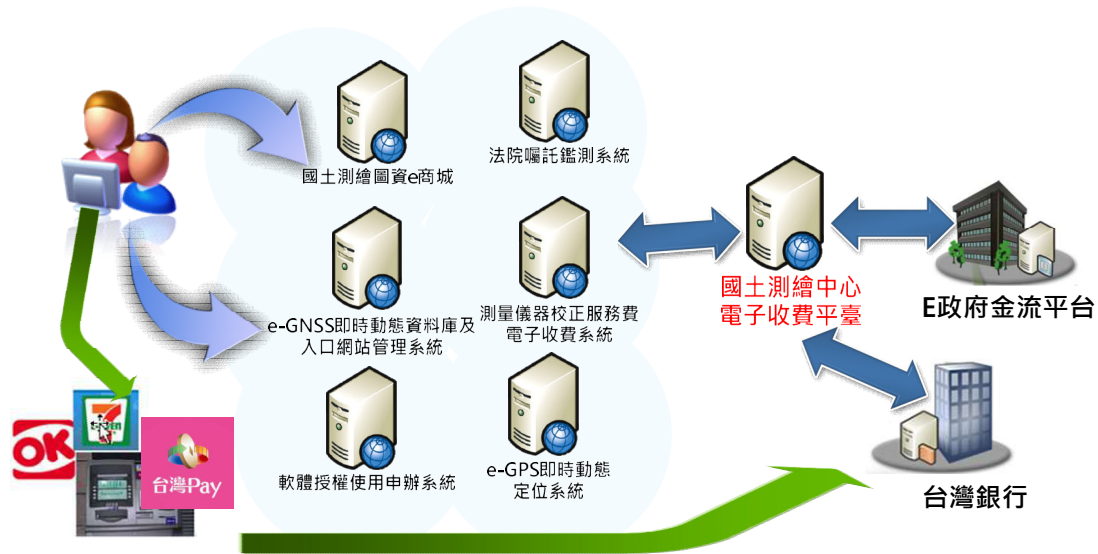 法院囑託鑑測系統
國土測繪圖資e商城
e-GNSS即時動態資料庫及
入口網站管理系統
測量儀器校正服務費
電子收費系統
國土測繪中心
電子收費平臺
E政府金流平台
軟體授權使用申辦系統
e-GPS即時動態
定位系統
台灣銀行
OK
7
ELEVEN
台灣Pay